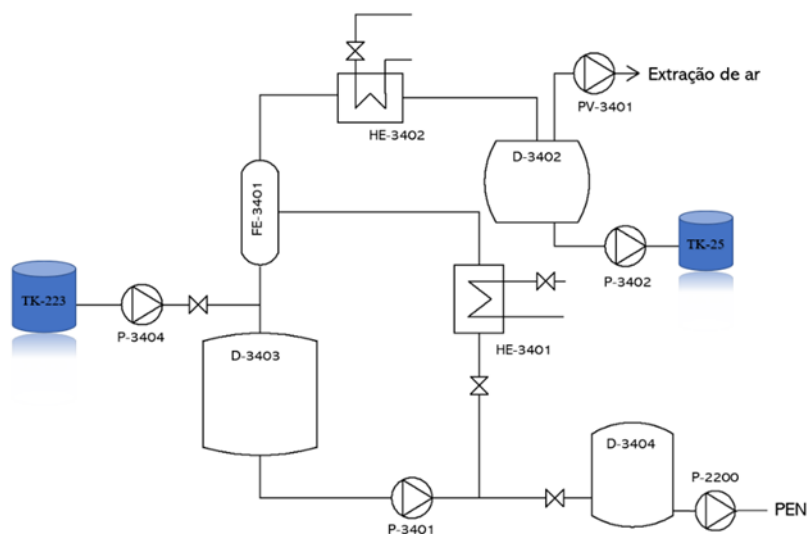 Extração de ar
PV-3401
HE-3402
D-3402
FE-3401
TK-25
P-3402
TK-223
P-3404
HE-3401
D-3403
D-3404
P-2200
PEN
P-3401